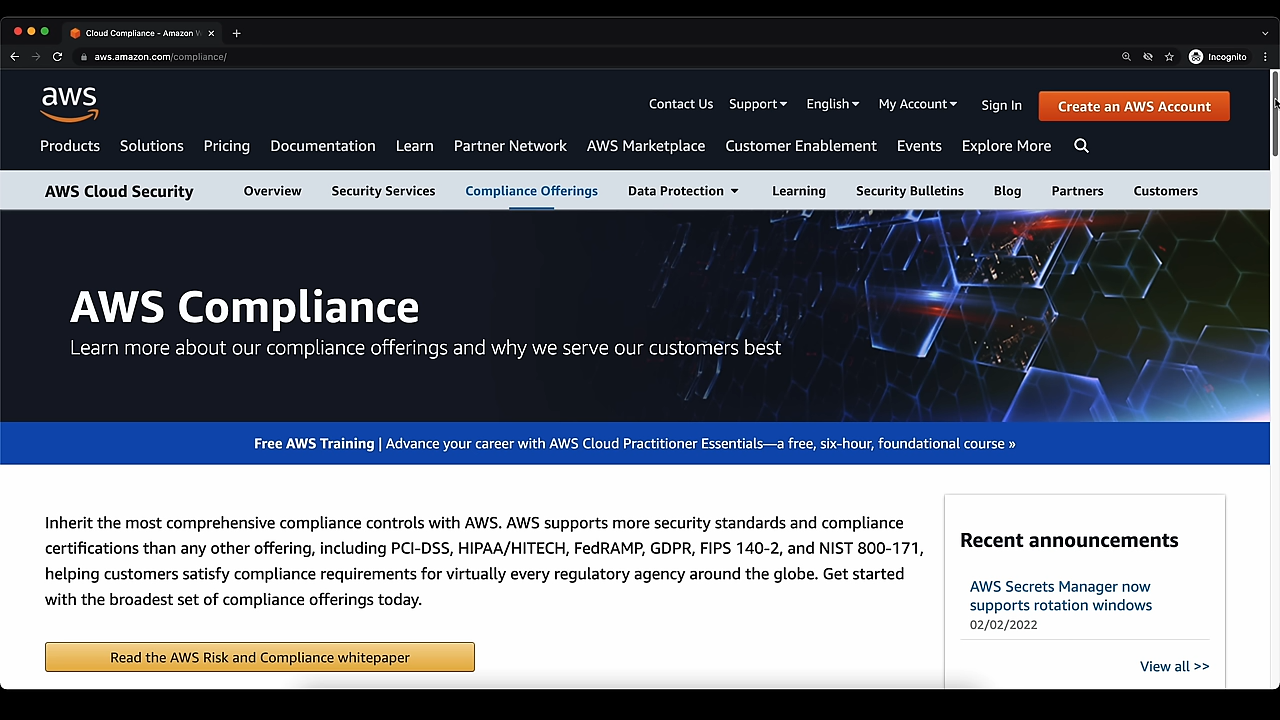 Cloud Compliance - Amazon W
aws.amazon.com/compliance/
Incognito
aws
Contact Us Support English My Account Sign In Create an AWS Account
Products Solutions Pricing Documentation Learn Partner Network AWS Marketplace Customer Enablement Events Explore More
AWS Cloud Security Overview Security Services Compliance Offerings Data Protection Learning Security Bulletins Blog Partners Customers
AWS Compliance
Learn more about our compliance offerings and why we serve our customers best
Free AWS Training | Advance your career with AWS Cloud Practitioner Essentials—a free, six-hour, foundational course »
Inherit the most comprehensive compliance controls with AWS. AWS supports more security standards and compliance
certifications than any other offering, including PCI-DSS, HIPAA/HITECH, FedRAMP, GDPR, FIPS 140-2, and NIST 800-171,
helping customers satisfy compliance requirements for virtually every regulatory agency around the globe. Get started
with the broadest set of compliance offerings today.
Read the AWS Risk and Compliance whitepaper
Recent announcements
AWS Secrets Manager now
supports rotation windows
02/02/2022
View all >>